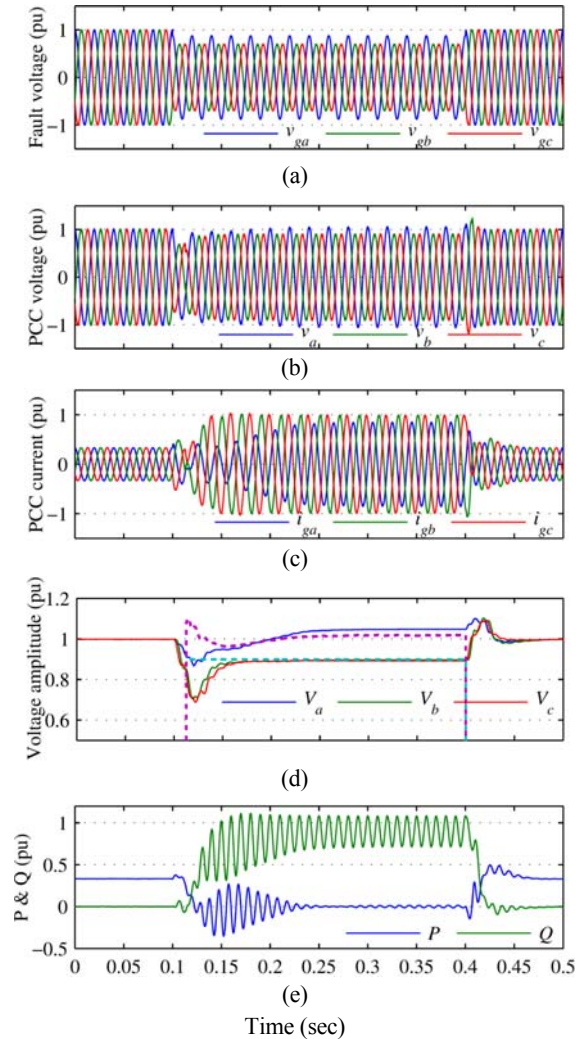 Fault voltage (pu)
1
0
−1
v_ga v_gb v_gc
(a)
PCC voltage (pu)
1
0
−1
v_a v_b v_c
(b)
PCC current (pu)
1
0
−1
i_ga i_gb i_gc
(c)
Voltage amplitude (pu)
1.2
1
0.8
0.6
V_a V_b V_c
(d)
P & Q (pu)
1
0.5
0
−0.5
P Q
0 0.05 0.1 0.15 0.2 0.25 0.3 0.35 0.4 0.45 0.5
(e)
Time (sec)